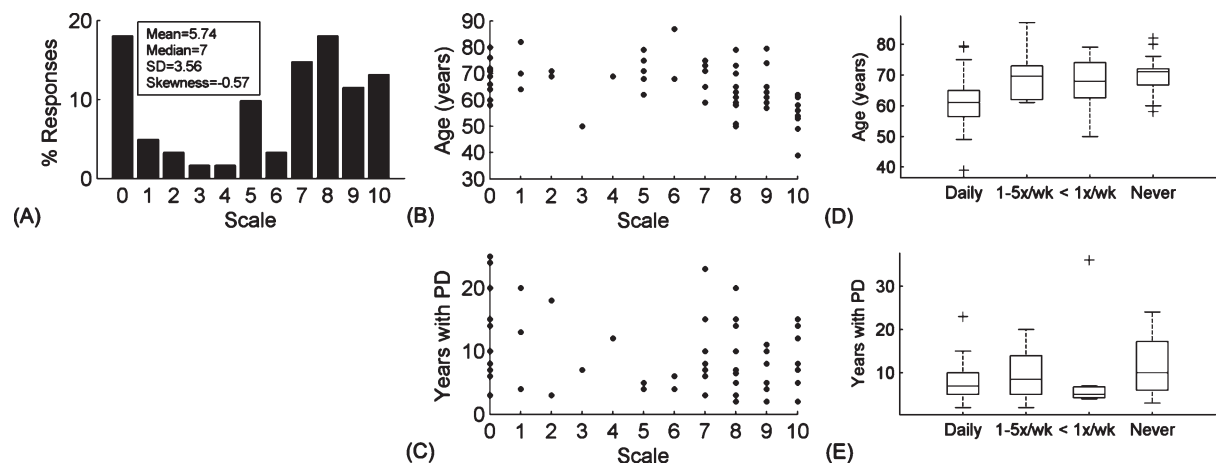 20
10
0
% Responses
Mean=5.74
Median=7
SD=3.56
Skewness=-0.57
0 1 2 3 4 5 6 7 8 9 10
Scale
(A)
90
80
70
60
50
40
30
Age (years)
0 1 2 3 4 5 6 7 8 9 10
Scale
(B)
80
70
60
50
40
Age (years)
Daily 1-5x/wk < 1x/wk Never
(D)
20
10
0
Years with PD
0 1 2 3 4 5 6 7 8 9 10
Scale
(C)
30
20
10
Years with PD
Daily 1-5x/wk < 1x/wk Never
(E)